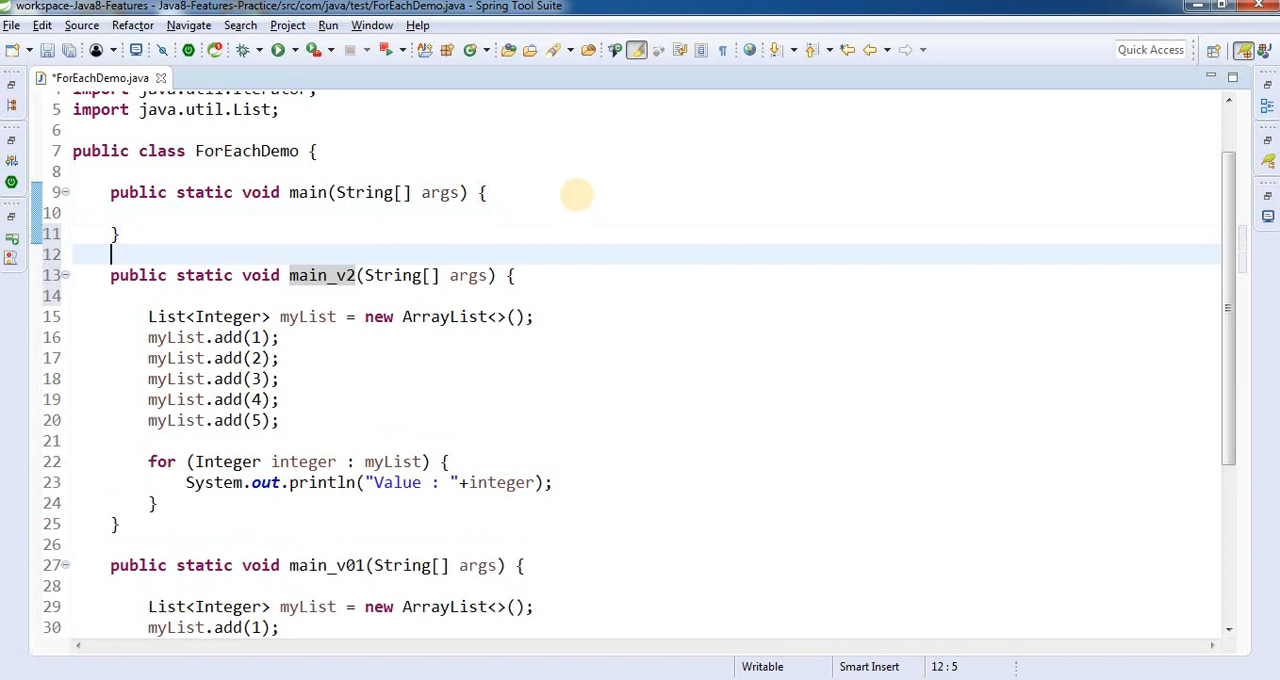 workspace-Java8-Features - Java8-Features-Practice/src/com/java/test/ForEachDemo.java - Spring Tool Suite
File Edit Source Refactor Navigate Search Project Run Window Help
Quick Access
*ForEachDemo.java
4 import java.util.Iterator;
5 import java.util.List;
6
7 public class ForEachDemo {
8
9 public static void main(String[] args) {
10
11 }
12
13 public static void main_v2(String[] args) {
14
15 List<Integer> myList = new ArrayList<>();
16 myList.add(1);
17 myList.add(2);
18 myList.add(3);
19 myList.add(4);
20 myList.add(5);
21
22 for (Integer integer : myList) {
23 System.out.println("Value : "+integer);
24 }
25 }
26
27 public static void main_v01(String[] args) {
28
29 List<Integer> myList = new ArrayList<>();
30 myList.add(1);
Writable Smart Insert 12 : 5